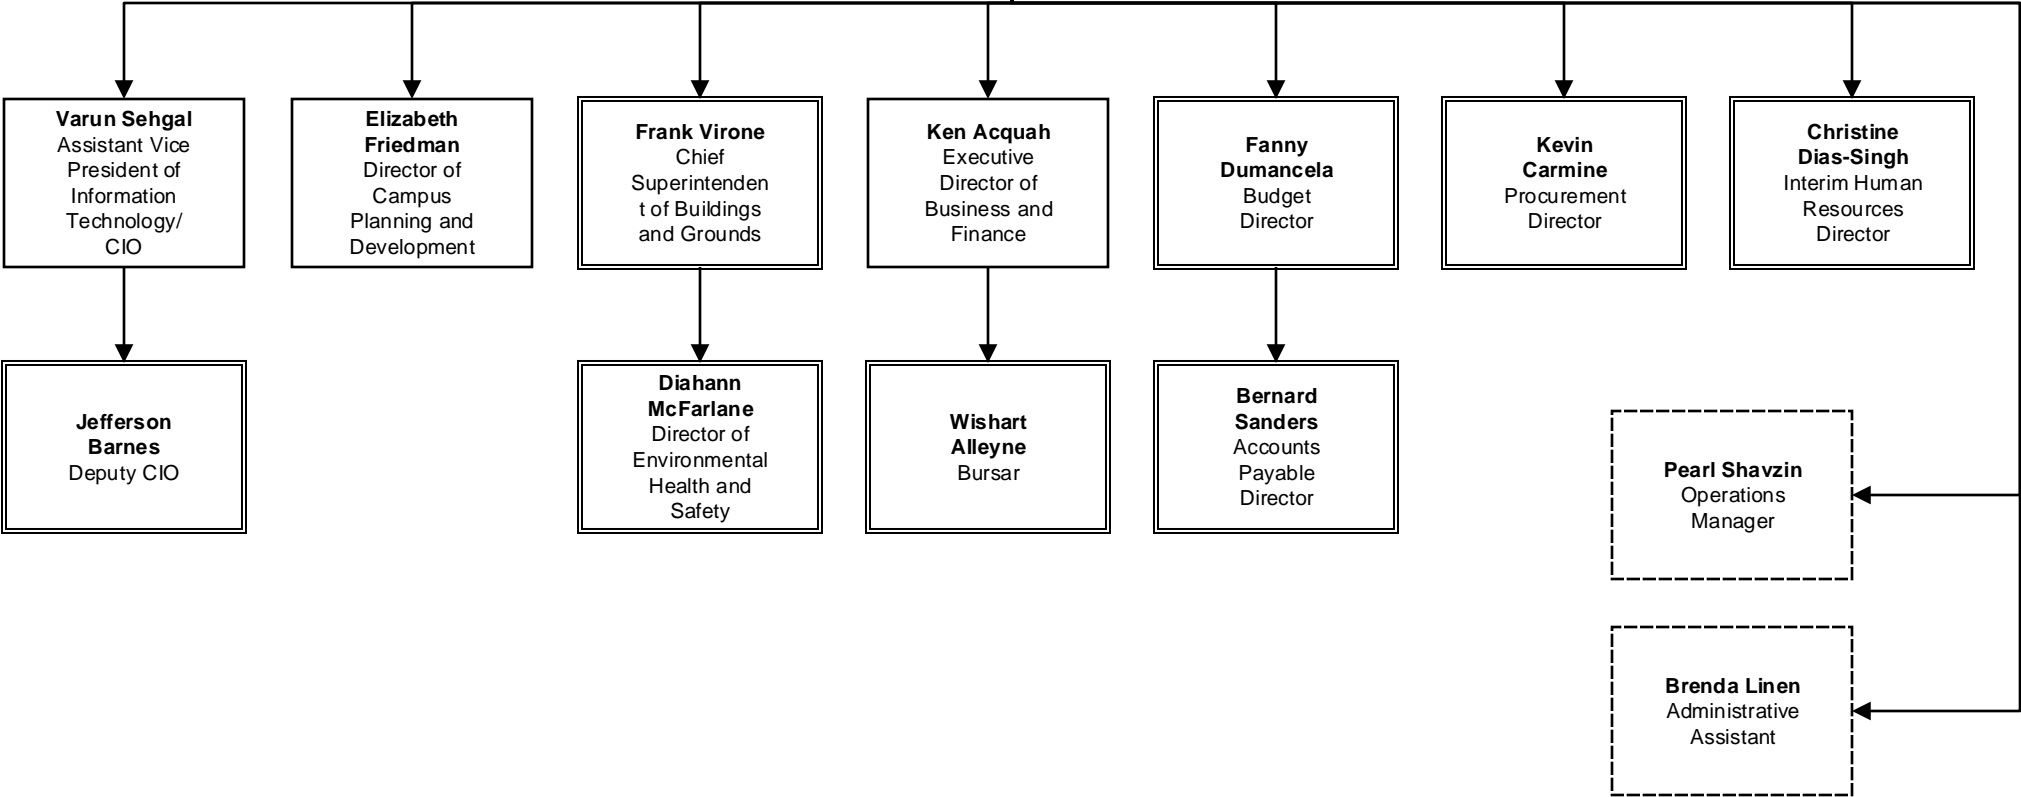 Varun Sehgal
Assistant Vice
President of
Information
Technology/
CIO
Elizabeth
Friedman
Director of
Campus
Planning and
Development
Frank Virone
Chief
Superintenden
t of Buildings
and Grounds
Ken Acquah
Executive
Director of
Business and
Finance
Fanny
Dumancela
Budget
Director
Kevin
Carmine
Procurement
Director
Christine
Dias-Singh
Interim Human
Resources
Director
Jefferson
Barnes
Deputy CIO
Diahann
McFarlane
Director of
Environmental
Health and
Safety
Wishart
Alleyne
Bursar
Bernard
Sanders
Accounts
Payable
Director
Pearl Shavzin
Operations
Manager
Brenda Linen
Administrative
Assistant